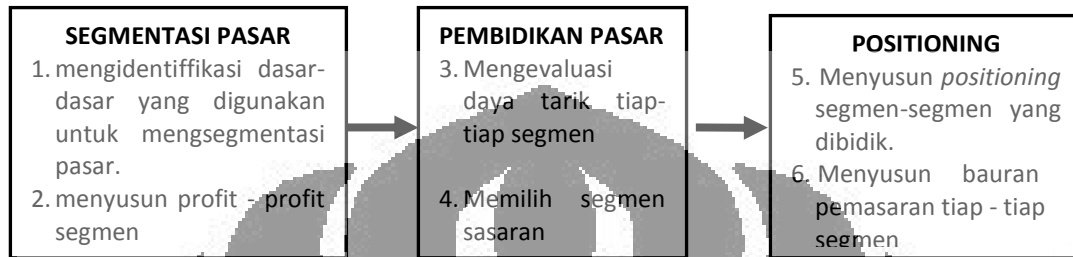 SEGMENTASI PASAR
1. mengidentiffikasi dasar-
dasar yang digunakan
untuk mengsegmentasi
pasar.
2. menyusun profit - profit
segmen
PEMBIDIKAN PASAR
3. Mengevaluasi
daya tarik tiap-
tiap segmen
4. Memilih segmen
sasaran
POSITIONING
5. Menyusun positioning
segmen-segmen yang
dibidik.
6. Menyusun bauran
pemasaran tiap - tiap
segmen